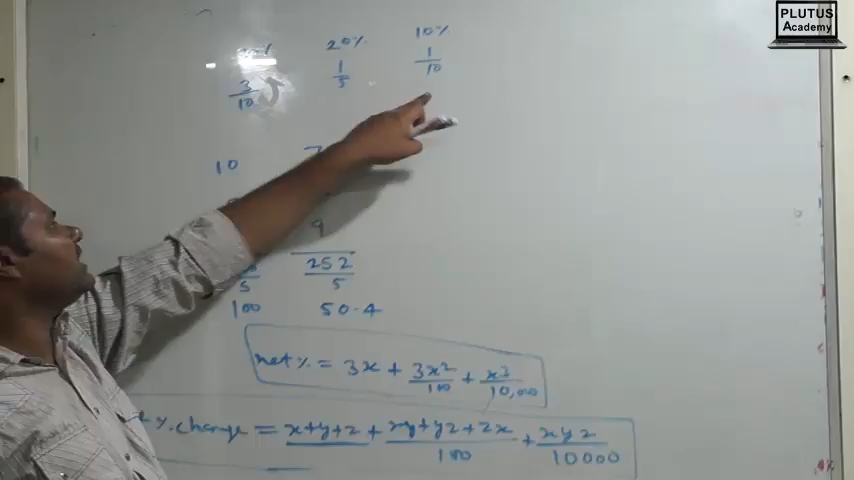 PLUTUS
Academy
20% 10%
3/10 1/5 1/10
10 7
9
252/5
100 50.4
net % = 3x + 3x²/100 + x³/10,000
%.change = x+y+z + xy+yz+zx/100 + xyz/10000